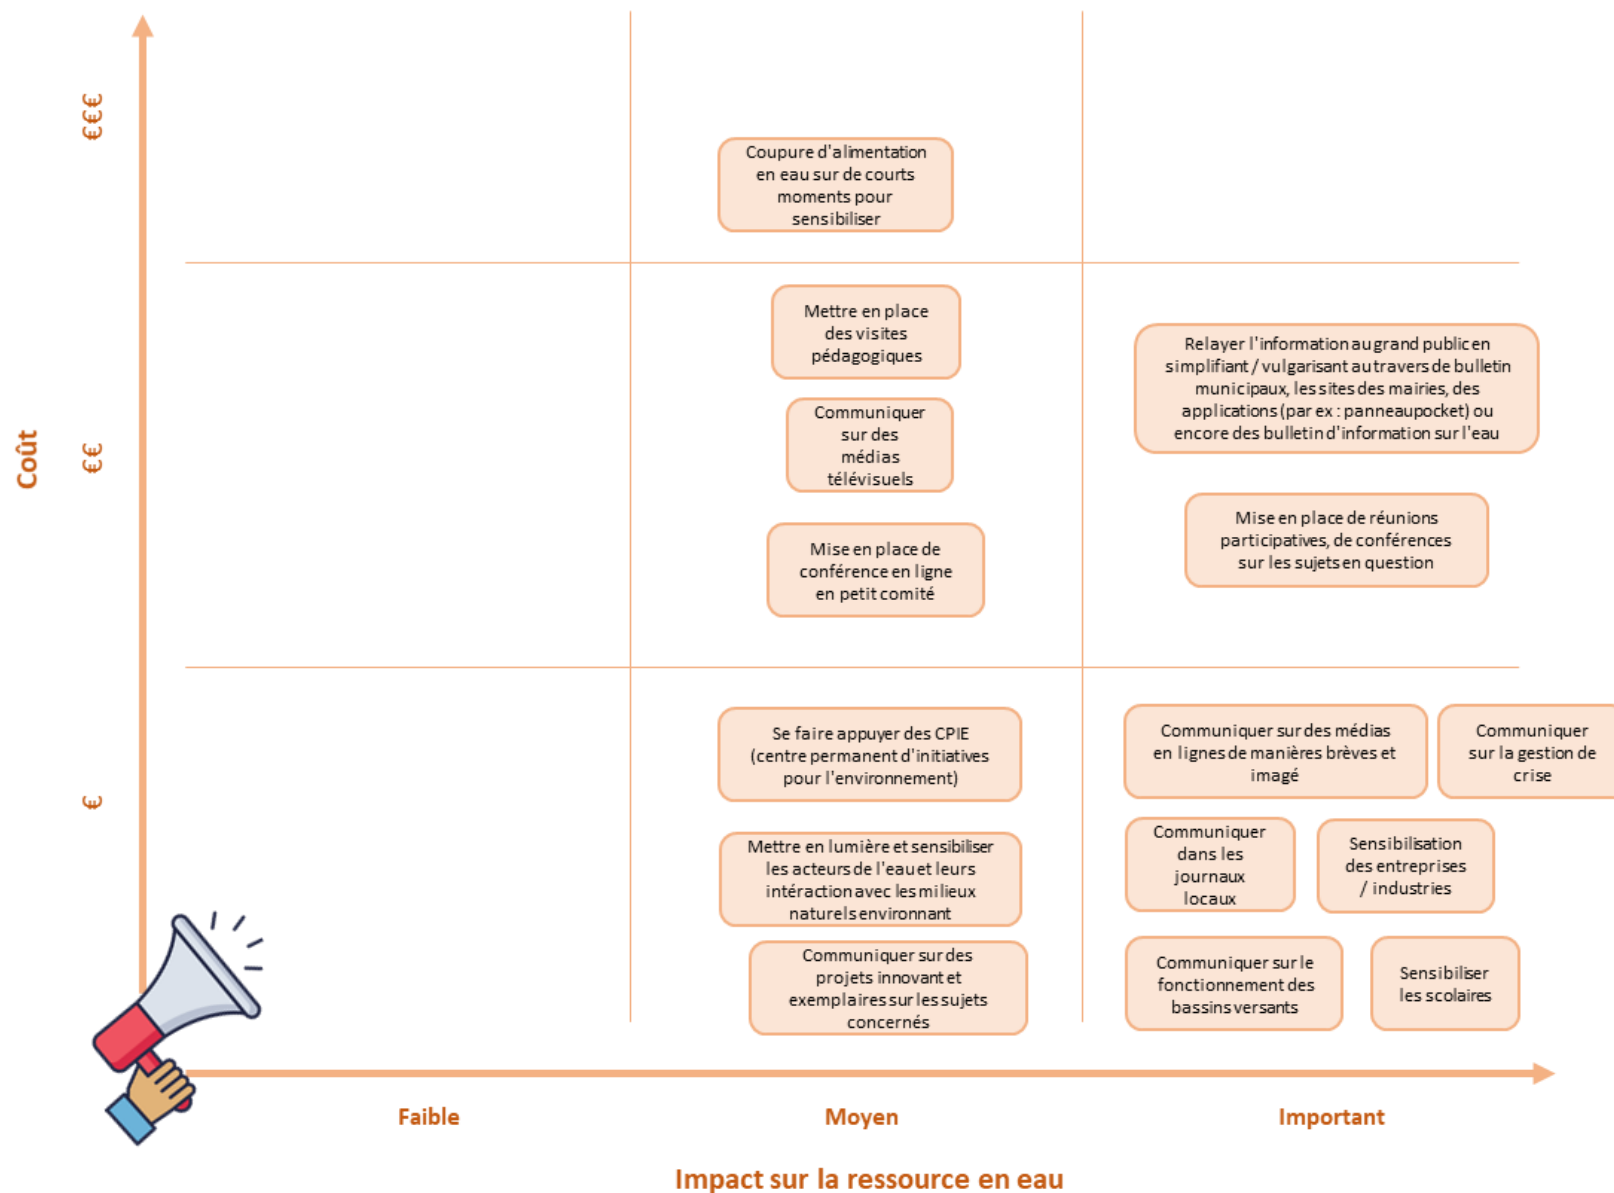 €€€
Coupure d'alimentation
en eau sur de courts
moments pour
sensibiliser
Coût
€€
Mettre en place
des visites
pédagogiques
Communiquer
sur des
médias
télévisuels
Mise en place de
conférence en ligne
en petit comité
Relayer l'information au grand public en
simplifiant / vulgarisant au travers de bulletin
municipaux, les sites des mairies, des
applications (par ex : panneaupocket) ou
encore des bulletin d'information sur l'eau
Mise en place de réunions
participatives, de conférences
sur les sujets en question
€
Se faire appuyer des CPIE
(centre permanent d'initiatives
pour l'environnement)
Mettre en lumière et sensibiliser
les acteurs de l'eau et leurs
intéraction avec les milieux
naturels environnant
Communiquer sur des
projets innovant et
exemplaires sur les sujets
concernés
Communiquer sur des médias
en lignes de manières brèves et
imagé
Communiquer
sur la gestion de
crise
Communiquer
dans les
journaux
locaux
Sensibilisation
des entreprises
/ industries
Communiquer sur le
fonctionnement des
bassins versants
Sensibiliser
les scolaires
Faible
Moyen
Important
Impact sur la ressource en eau